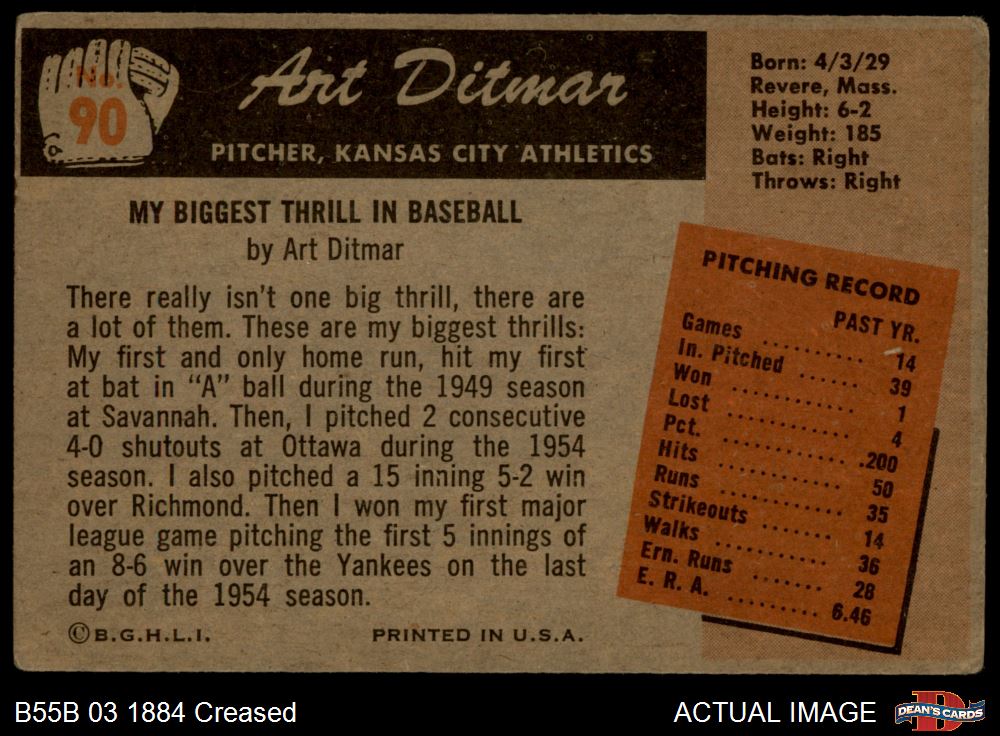 No.
90
Art Ditmar
PITCHER, KANSAS CITY ATHLETICS
Born: 4/3/29
Revere, Mass.
Height: 6-2
Weight: 185
Bats: Right
Throws: Right
MY BIGGEST THRILL IN BASEBALL
by Art Ditmar
There really isn't one big thrill, there are
a lot of them. These are my biggest thrills:
My first and only home run, hit my first
at bat in "A" ball during the 1949 season
at Savannah. Then, I pitched 2 consecutive
4-0 shutouts at Ottawa during the 1954
season. I also pitched a 15 inning 5-2 win
over Richmond. Then I won my first major
league game pitching the first 5 innings of
an 8-6 win over the Yankees on the last
day of the 1954 season.
©B.G.H.L.I. PRINTED IN U.S.A.
PITCHING RECORD
PAST YR.
Games .......... 14
In. Pitched ...... 39
Won ............ 1
Lost ............ 4
Pct. ............ .200
Hits ............ 50
Runs ........... 35
Strikeouts ....... 14
Walks .......... 36
Ern. Runs ....... 28
E. R. A. ......... 6.46
B55B 03 1884 Creased
ACTUAL IMAGE
DEAN'S CARDS